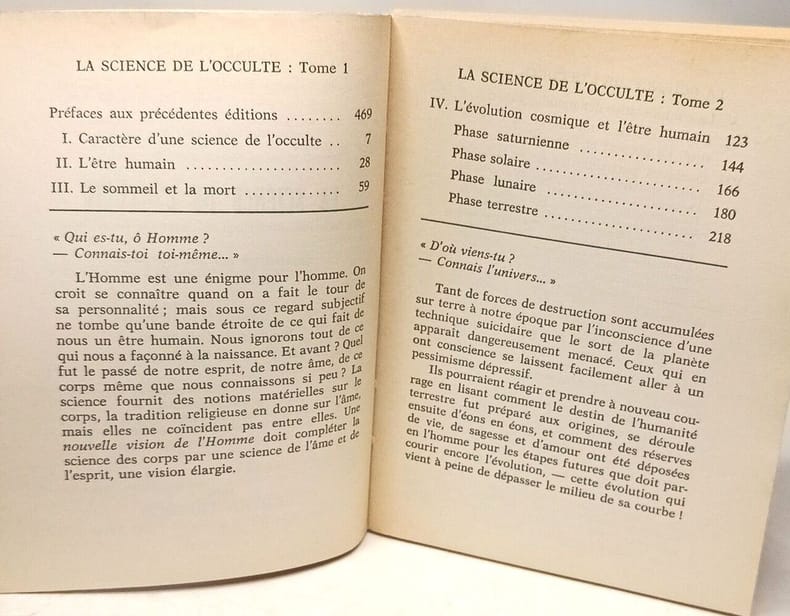 LA SCIENCE DE L'OCCULTE : Tome 1
Préfaces aux précédentes éditions ........ 469
I. Caractère d'une science de l'occulte .. 7
II. L'être humain ...................... 28
III. Le sommeil et la mort ............. 59
« Qui es-tu, ô Homme ?
— Connais-toi toi-même... »
L'Homme est une énigme pour l'homme. On
croit se connaître quand on a fait le tour de
sa personnalité ; mais sous ce regard subjectif
ne tombe qu'une bande étroite de ce qui fait de
nous un être humain. Nous ignorons tout de ce
qui nous a façonné à la naissance. Et avant ? Quel
fut le passé de notre esprit, de notre âme, de ce
corps même que nous connaissons si peu ? La
science fournit des notions matérielles sur le
corps, la tradition religieuse en donne sur l'âme,
mais elles ne coïncident pas entre elles. Une
nouvelle vision de l'Homme doit compléter la
science des corps par une science de l'âme et de
l'esprit, une vision élargie.
LA SCIENCE DE L'OCCULTE : Tome 2
IV. L'évolution cosmique et l'être humain 123
Phase saturnienne .................. 144
Phase solaire ...................... 166
Phase lunaire ...................... 180
Phase terrestre .................... 218
« D'où viens-tu ?
— Connais l'univers... »
Tant de forces de destruction sont accumulées
sur terre à notre époque par l'inconscience d'une
technique suicidaire que le sort de la planète
apparaît dangereusement menacé. Ceux qui en
ont conscience se laissent facilement aller à un
pessimisme dépressif.
Ils pourraient réagir et prendre à nouveau cou-
rage en lisant comment le destin de l'humanité
terrestre fut préparé aux origines, se déroule
ensuite d'éons en éons, et comment des réserves
de vie, de sagesse et d'amour ont été déposées
en l'homme pour les étapes futures que doit par-
courir encore l'évolution, — cette évolution qui
vient à peine de dépasser le milieu de sa courbe !